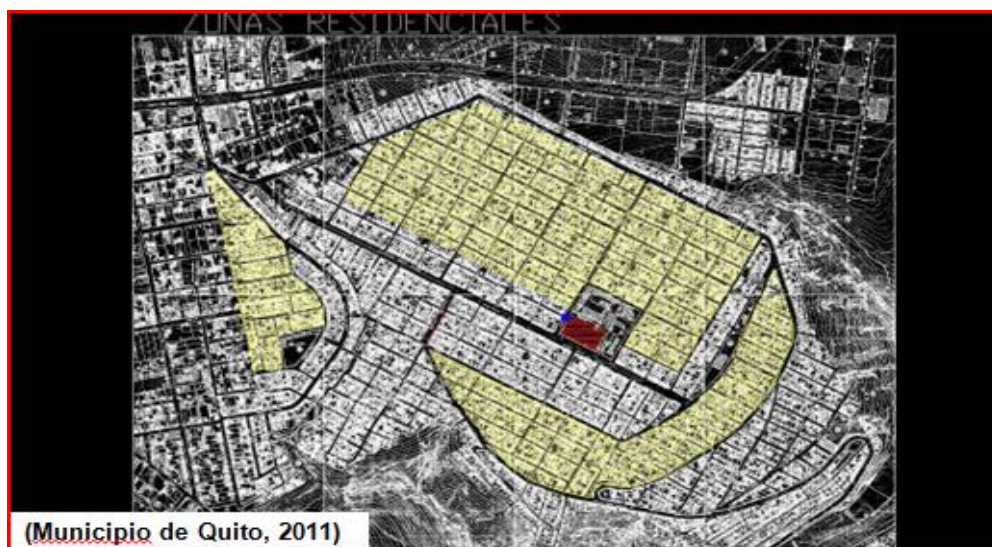 ZONAS RESIDENCIALES
(Municipio de Quito, 2011)